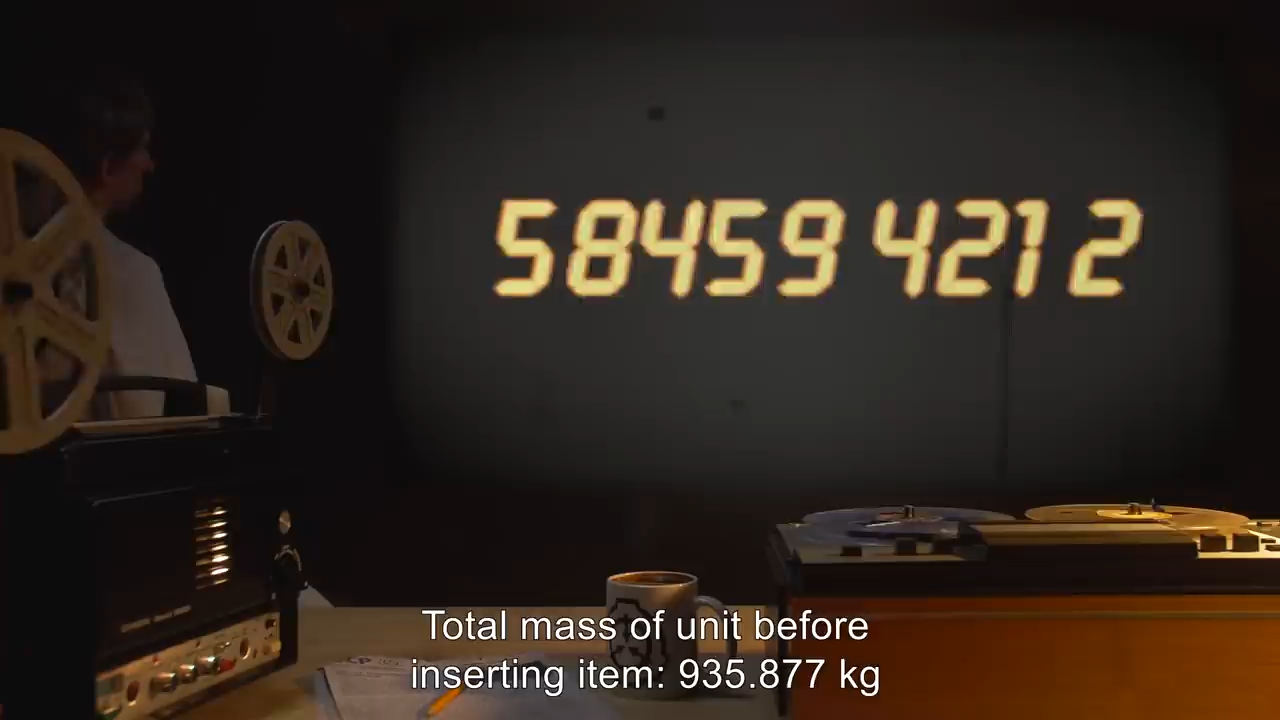 58459 421 2
Total mass of unit before
inserting item: 935.877 kg